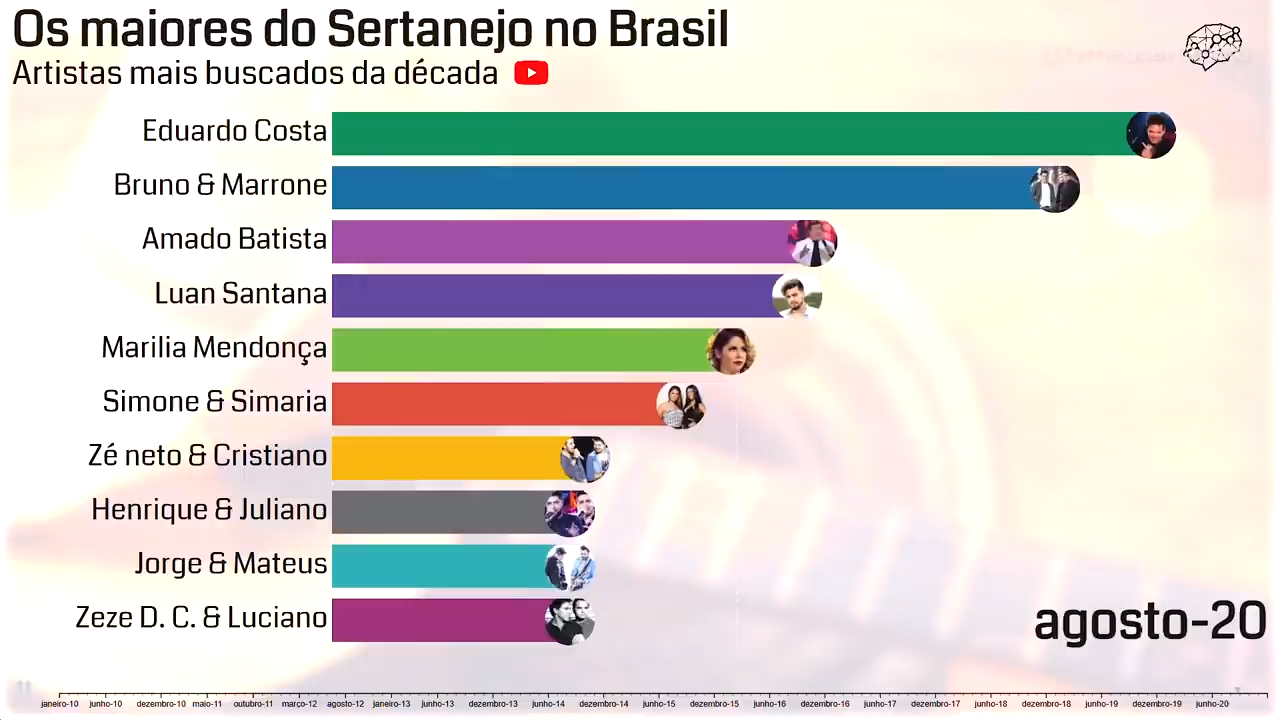 Os maiores do Sertanejo no Brasil
Artistas mais buscados da década
Eduardo Costa
Bruno & Marrone
Amado Batista
Luan Santana
Marilia Mendonça
Simone & Simaria
Zé neto & Cristiano
Henrique & Juliano
Jorge & Mateus
Zeze D. C. & Luciano
agosto-20
janeiro-10 junho-10 dezembro-10 maio-11 outubro-11 março-12 agosto-12 janeiro-13 junho-13 dezembro-13 junho-14 dezembro-14 junho-15 dezembro-15 junho-16 dezembro-16 junho-17 dezembro-17 junho-18 dezembro-18 junho-19 dezembro-19 junho-20